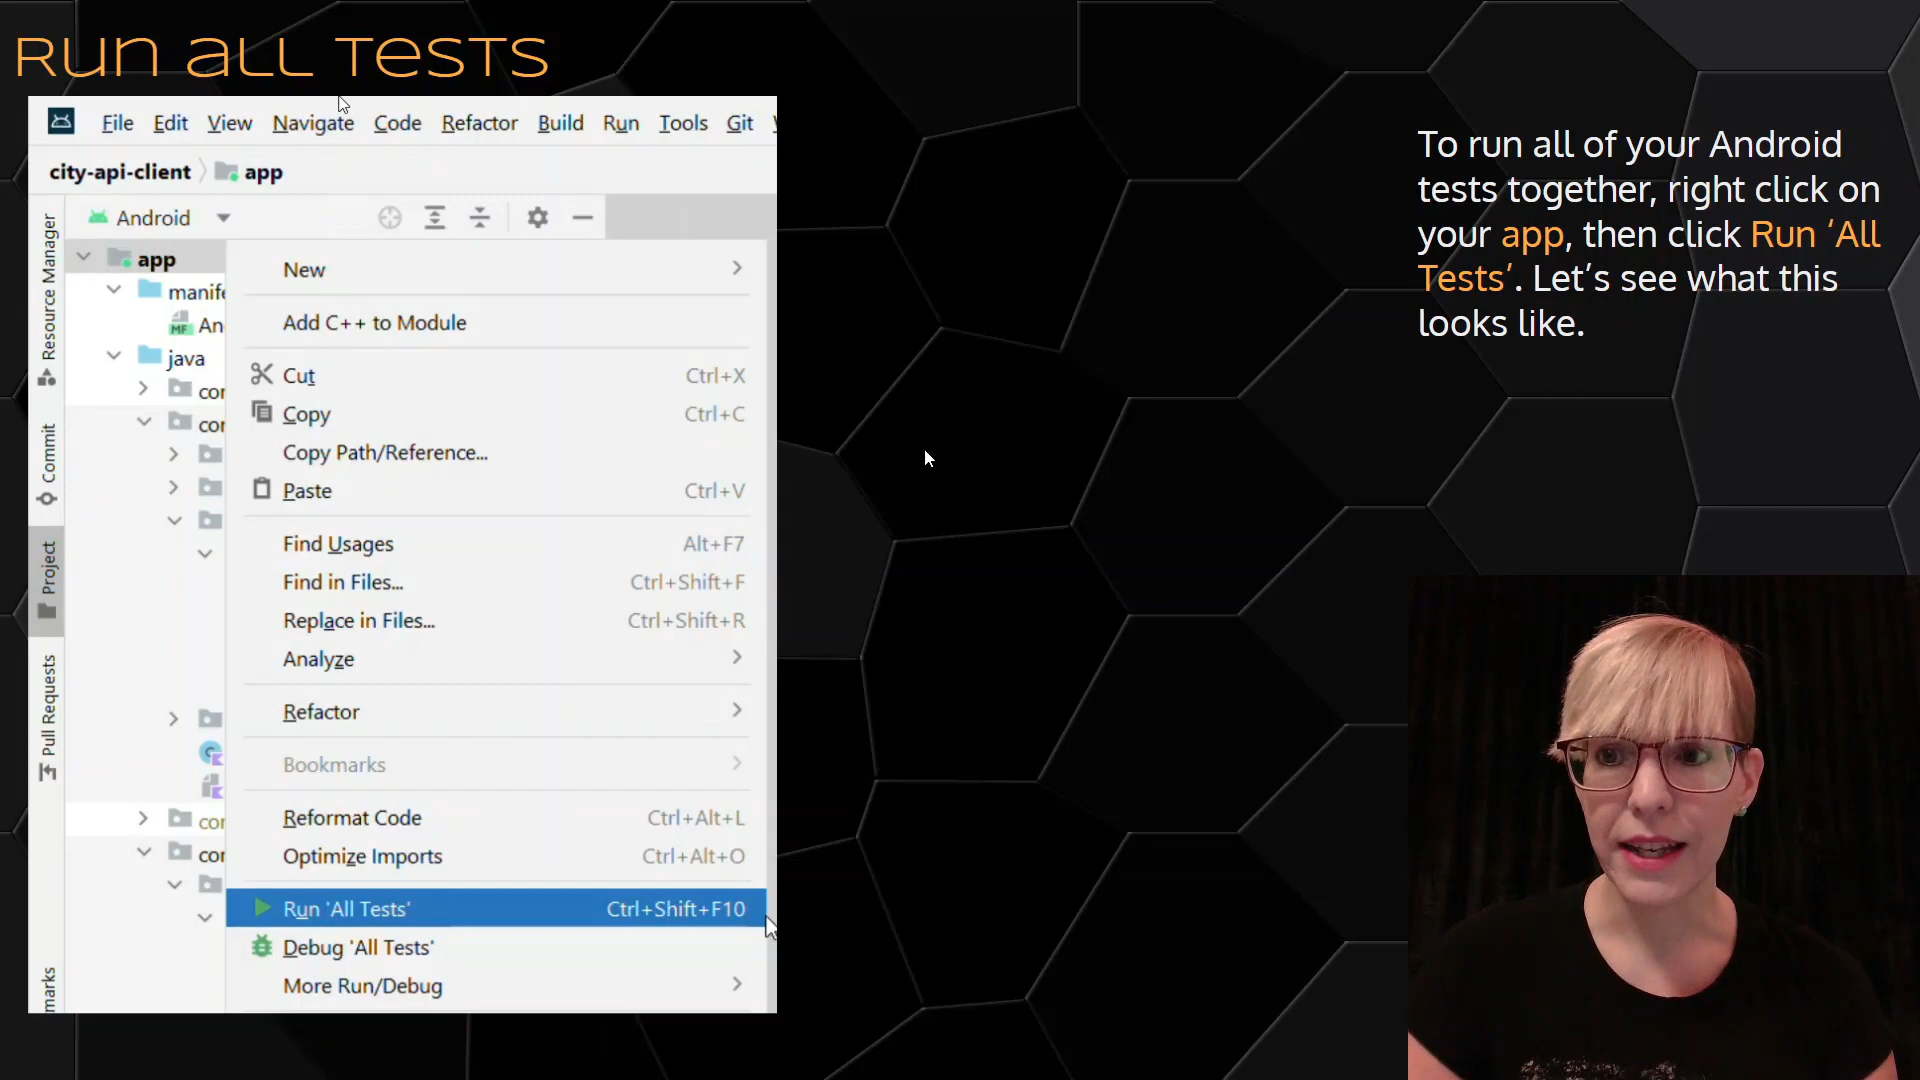 Run all tests
File Edit View Navigate Code Refactor Build Run Tools Git
city-api-client app
Android
Resource Manager
Commit
Project
Pull Requests
app
java
New
Add C++ to Module
Cut Ctrl+X
Copy Ctrl+C
Copy Path/Reference...
Paste Ctrl+V
Find Usages Alt+F7
Find in Files... Ctrl+Shift+F
Replace in Files... Ctrl+Shift+R
Analyze
Refactor
Bookmarks
Reformat Code Ctrl+Alt+L
Optimize Imports Ctrl+Alt+O
Run 'All Tests' Ctrl+Shift+F10
Debug 'All Tests'
More Run/Debug
To run all of your Android
tests together, right click on
your app, then click Run ‘All
Tests’. Let’s see what this
looks like.